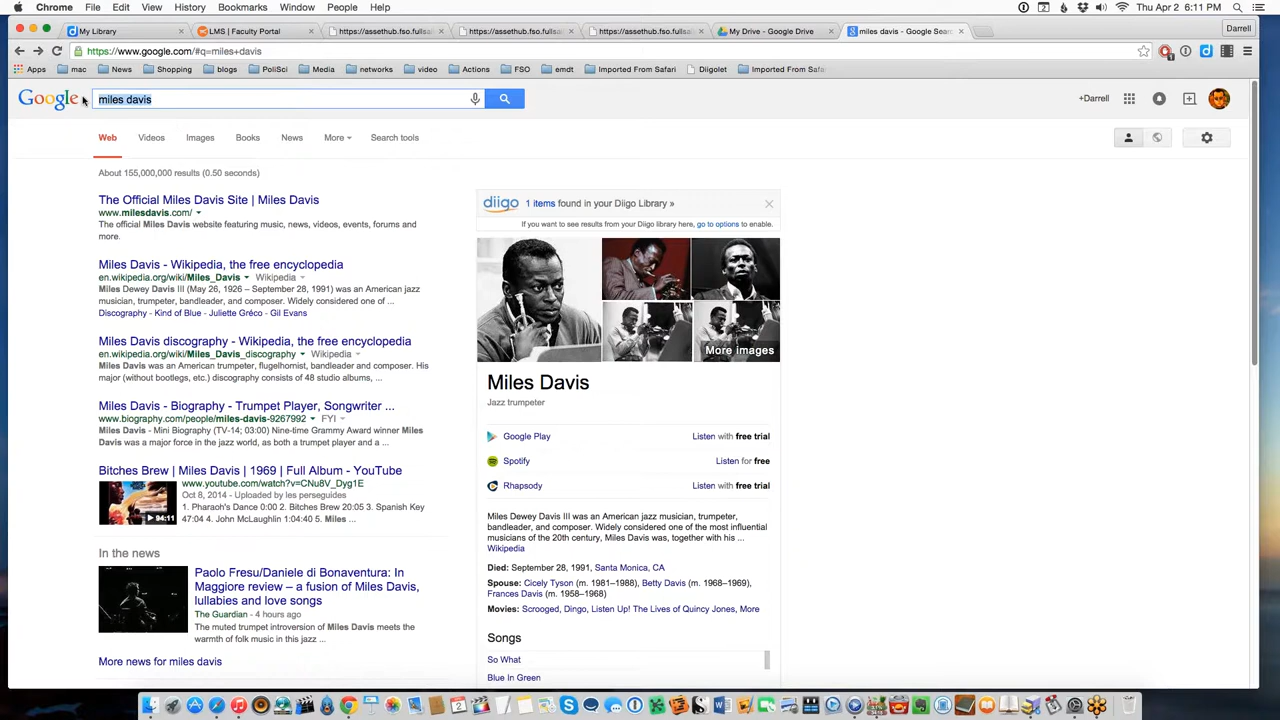 Chrome File Edit View History Bookmarks Window People Help
Thu Apr 2 6:11 PM
My Library
LMS | Faculty Portal
https://assethub.fso.fullsa
https://assethub.fso.fullsa
https://assethub.fso.fullsa
My Drive - Google Drive
miles davis - Google Sear
Darrell
https://www.google.com/#q=miles+davis
Apps mac News Shopping blogs PoliSci Media networks video Actions FSO emdt Imported From Safari Diigolet Imported From Sa
Google miles davis +Darrell
Web Videos Images Books News More Search tools
About 155,000,000 results (0.50 seconds)
The Official Miles Davis Site | Miles Davis
www.milesdavis.com/
The official Miles Davis website featuring music, news, videos, events, forums and
more.
Miles Davis - Wikipedia, the free encyclopedia
en.wikipedia.org/wiki/Miles_Davis Wikipedia
Miles Dewey Davis III (May 26, 1926 – September 28, 1991) was an American jazz
musician, trumpeter, bandleader, and composer. Widely considered one of ...
Discography - Kind of Blue - Juliette Gréco - Gil Evans
Miles Davis discography - Wikipedia, the free encyclopedia
en.wikipedia.org/wiki/Miles_Davis_discography Wikipedia
Miles Davis was an American trumpeter, flugelhornist, bandleader and composer. His
major (without bootlegs, etc.) discography consists of 48 studio albums, ...
Miles Davis - Biography - Trumpet Player, Songwriter ...
www.biography.com/people/miles-davis-9267992 FYI
Miles Davis - Mini Biography (TV-14; 03:00) Nine-time Grammy Award winner Miles
Davis was a major force in the jazz world, as both a trumpet player and a ...
Bitches Brew | Miles Davis | 1969 | Full Album - YouTube
www.youtube.com/watch?v=CNu8V_Dyg1E
Oct 8, 2014 - Uploaded by les perseguides
1. Pharaoh's Dance 0:00 2. Bitches Brew 20:05 3. Spanish Key
47:04 4. John McLaughlin 1:04:40 5. Miles ...
94:11
In the news
Paolo Fresu/Daniele di Bonaventura: In
Maggiore review – a fusion of Miles Davis,
lullabies and love songs
The Guardian - 4 hours ago
The muted trumpet introversion of Miles Davis meets the
warmth of folk music in this jazz ...
More news for miles davis
diigo 1 items found in your Diigo Library »
If you want to see results from your Diigo library here, go to options to enable.
More images
Miles Davis
Jazz trumpeter
Google Play Listen with free trial
Spotify Listen for free
Rhapsody Listen with free trial
Miles Dewey Davis III was an American jazz musician, trumpeter,
bandleader, and composer. Widely considered one of the most influential
musicians of the 20th century, Miles Davis was, together with his ...
Wikipedia
Died: September 28, 1991, Santa Monica, CA
Spouse: Cicely Tyson (m. 1981–1988), Betty Davis (m. 1968–1969),
Frances Davis (m. 1958–1968)
Movies: Scrooged, Dingo, Listen Up! The Lives of Quincy Jones, More
Songs
So What
Blue In Green